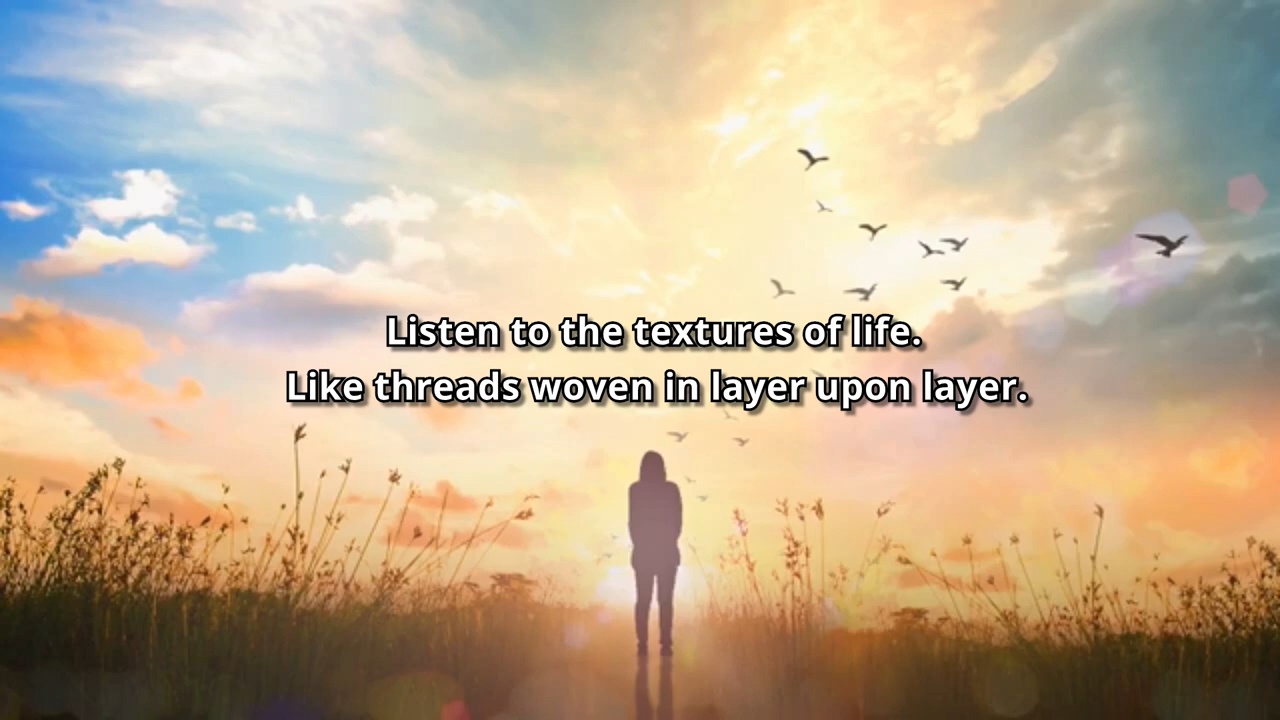 Listen to the textures of life.
Like threads woven in layer upon layer.